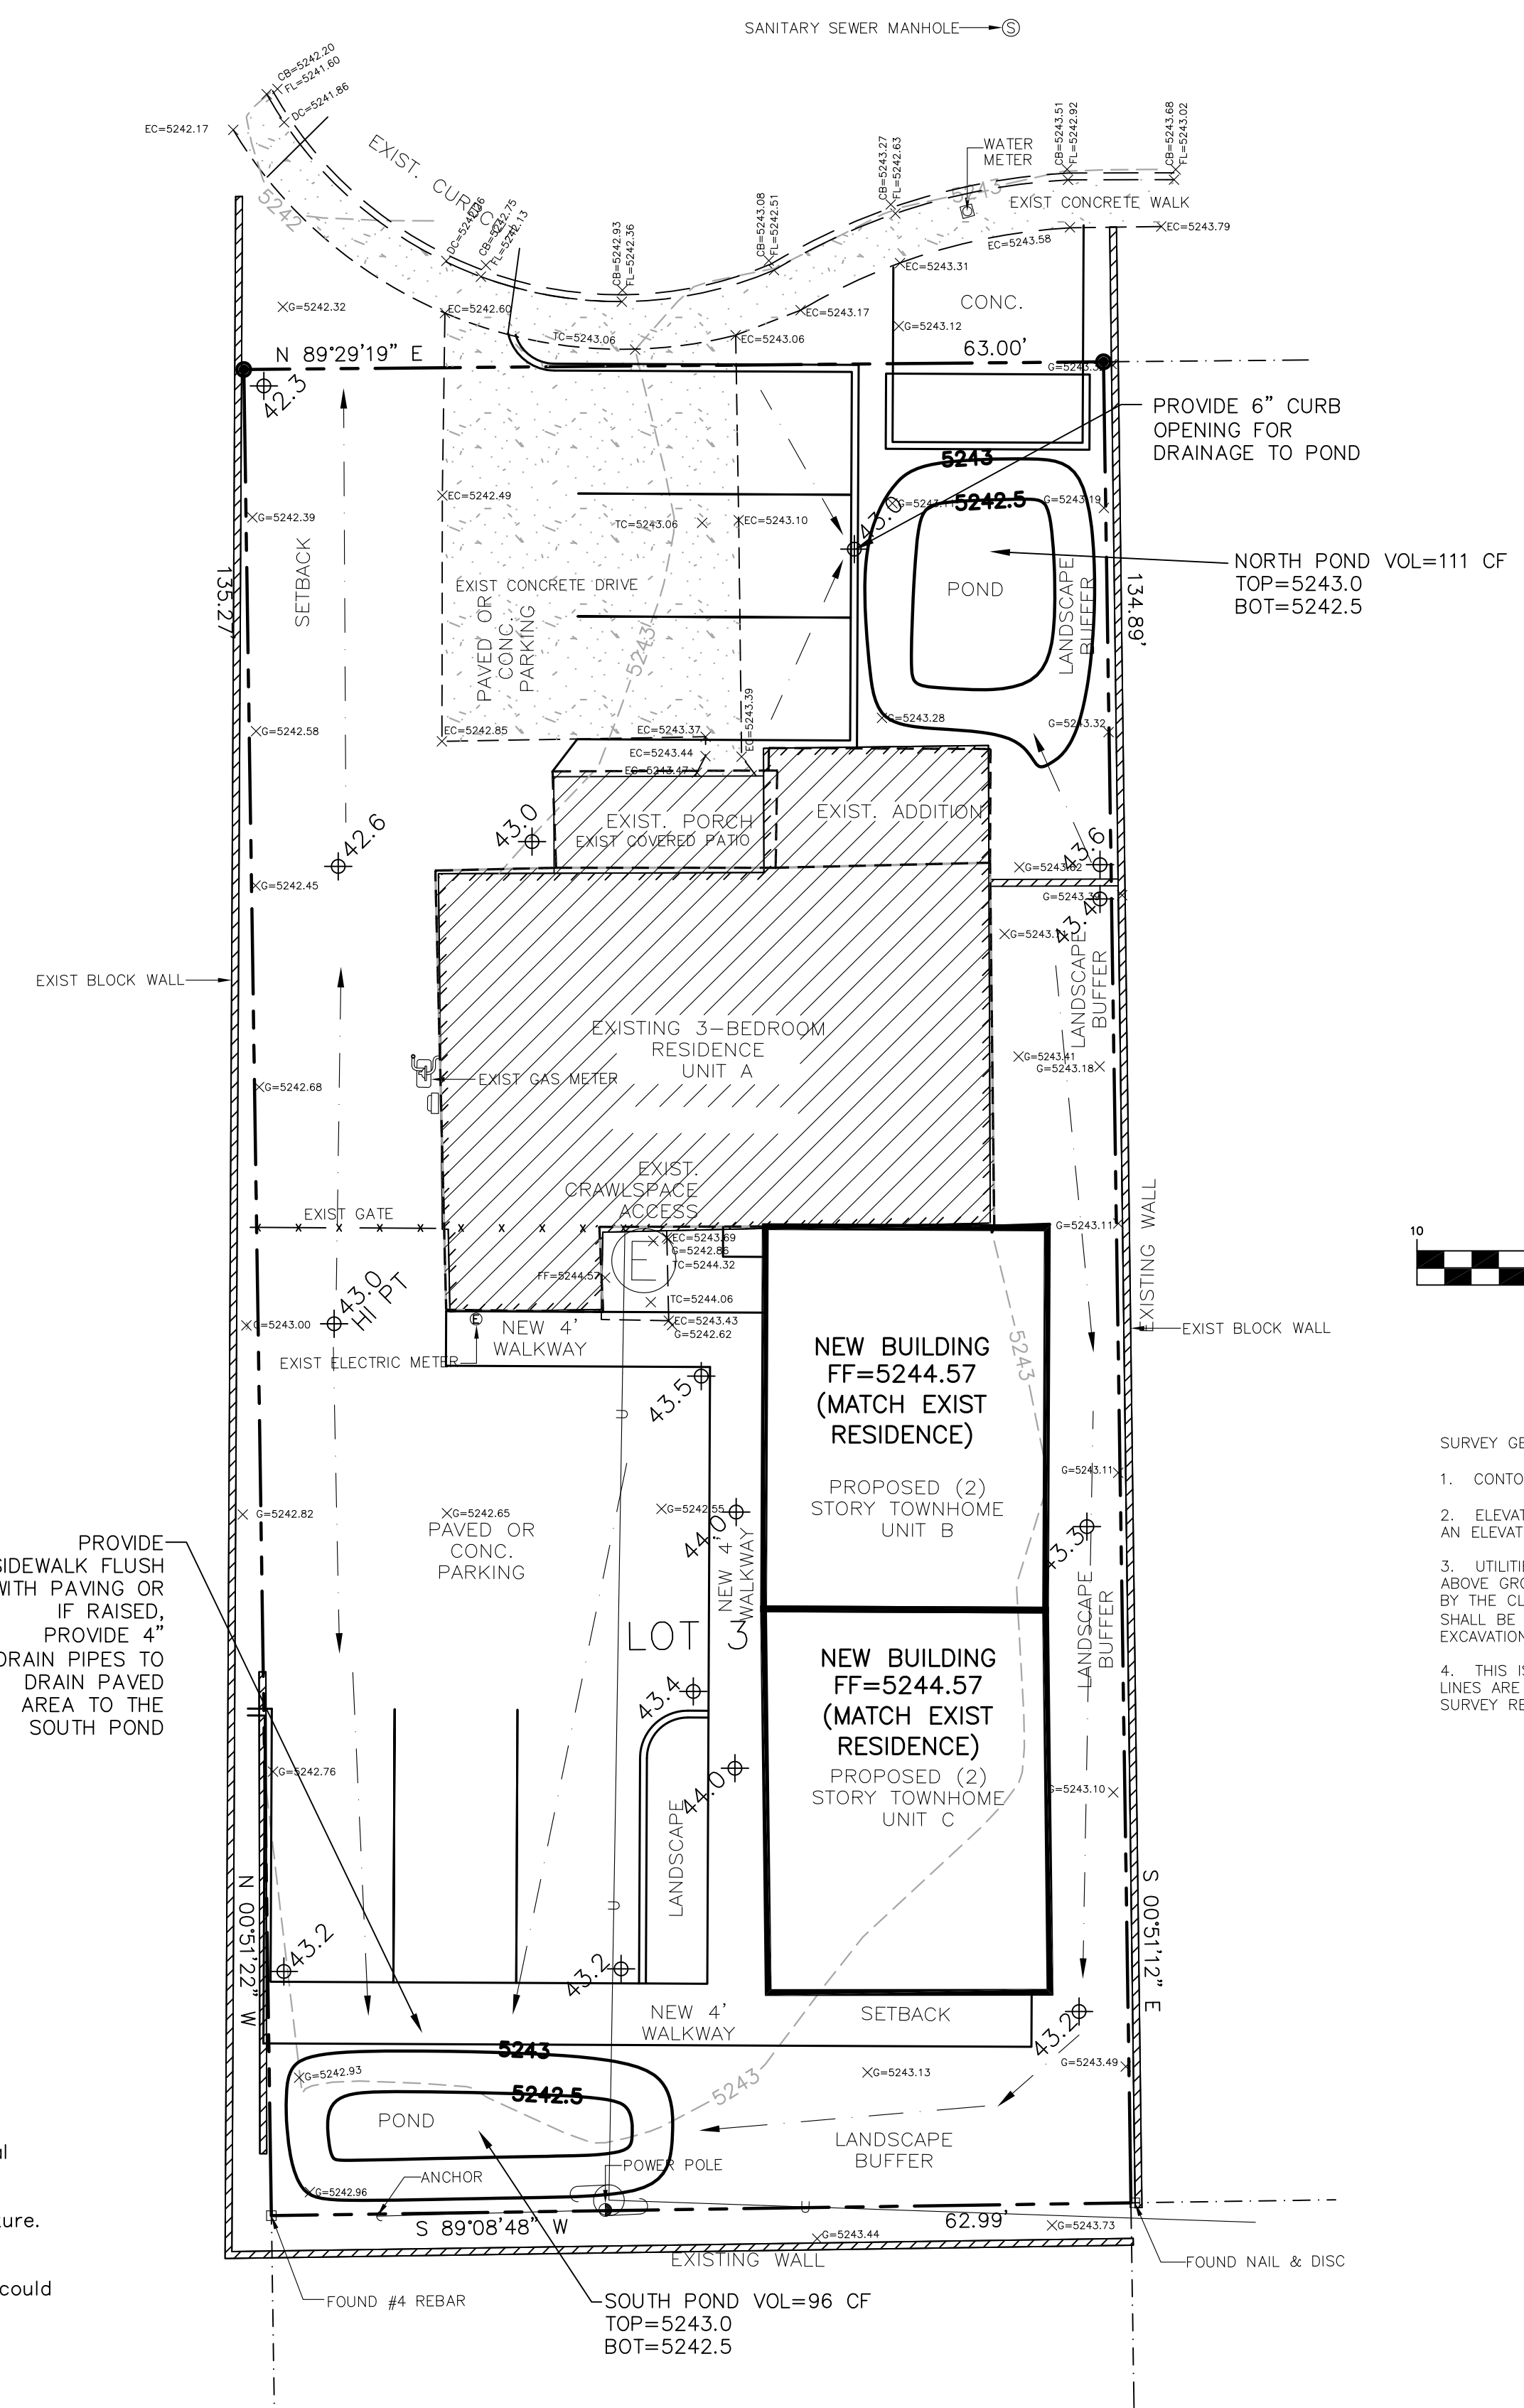 SANITARY SEWER MANHOLE
S
CB=5242.20
FL=5241.60
DC=5241.86
EC=5242.17
EXIST. CURB
5242
CB=5242.75
FL=5242.13
CB=5242.93
FL=5242.36
CB=5243.08
FL=5242.51
CB=5243.27
FL=5242.63
WATER
METER
5243
CB=5243.51
FL=5242.92
CB=5243.68
FL=5243.02
EXIST CONCRETE WALK
EC=5243.58
EC=5243.79
EC=5243.31
CONC.
G=5243.12
G=5242.32
EC=5242.60
TC=5243.06
EC=5243.06
EC=5243.17
N 89°29'19" E
63.00'
42.3
PROVIDE 6" CURB
OPENING FOR
DRAINAGE TO POND
5243
5242.5
G=5243.19
43.0
EC=5242.49
TC=5243.06
EC=5243.10
G=5242.39
SETBACK
135.27'
EXIST CONCRETE DRIVE
PAVED OR
CONC.
PARKING
5243
POND
LANDSCAPE
BUFFER
134.89'
NORTH POND VOL=111 CF
TOP=5243.0
BOT=5242.5
G=5242.58
EC=5242.85
EC=5243.37
EC=5243.44
EC=5243.47
EC=5243.39
G=5243.28
G=5243.32
42.6
43.0
EXIST. PORCH
EXIST COVERED PATIO
EXIST. ADDITION
43.6
G=5242.45
43.4
EXIST BLOCK WALL
LANDSCAPE
BUFFER
EXISTING 3-BEDROOM
RESIDENCE
UNIT A
EXIST GAS METER
G=5242.68
G=5243.41
G=5243.18
EXIST.
CRAWLSPACE
ACCESS
EXIST GATE
G=5243.11
EC=5243.69
G=5242.86
TC=5244.32
E
FF=5244.57
TC=5244.06
EC=5243.43
G=5242.62
43.0
HI PT
G=5243.00
NEW 4'
WALKWAY
E
EXIST ELECTRIC METER
EXISTING WALL
EXIST BLOCK WALL
10
43.5
NEW BUILDING
FF=5244.57
(MATCH EXIST
RESIDENCE)
5243
PROPOSED (2)
STORY TOWNHOME
UNIT B
G=5243.11
43.3
G=5242.82
G=5242.65
G=5242.55
44.0
NEW 4'
WALKWAY
PAVED OR
CONC.
PARKING
PROVIDE
SIDEWALK FLUSH
WITH PAVING OR
IF RAISED,
PROVIDE 4"
DRAIN PIPES TO
DRAIN PAVED
AREA TO THE
SOUTH POND
LOT 3
LANDSCAPE
BUFFER
43.4
NEW BUILDING
FF=5244.57
(MATCH EXIST
RESIDENCE)
PROPOSED (2)
STORY TOWNHOME
UNIT C
44.0
LANDSCAPE
G=5242.76
G=5243.10
N 00°51'22" W
S 00°51'12" E
43.2
43.2
NEW 4'
WALKWAY
SETBACK
43.2
5243
5242.5
G=5242.93
POND
5243
G=5243.13
G=5243.49
LANDSCAPE
BUFFER
ANCHOR
POWER POLE
G=5242.96
S 89°08'48" W
U
62.99'
G=5243.44
G=5243.73
EXISTING WALL
FOUND NAIL & DISC
FOUND #4 REBAR
SOUTH POND VOL=96 CF
TOP=5243.0
BOT=5242.5
SURVEY
1.
2.
AN
3.
ABOVE
BY THE
SHALL BE
EXCAVATION
4. THIS
LINES ARE
SURVEY
could